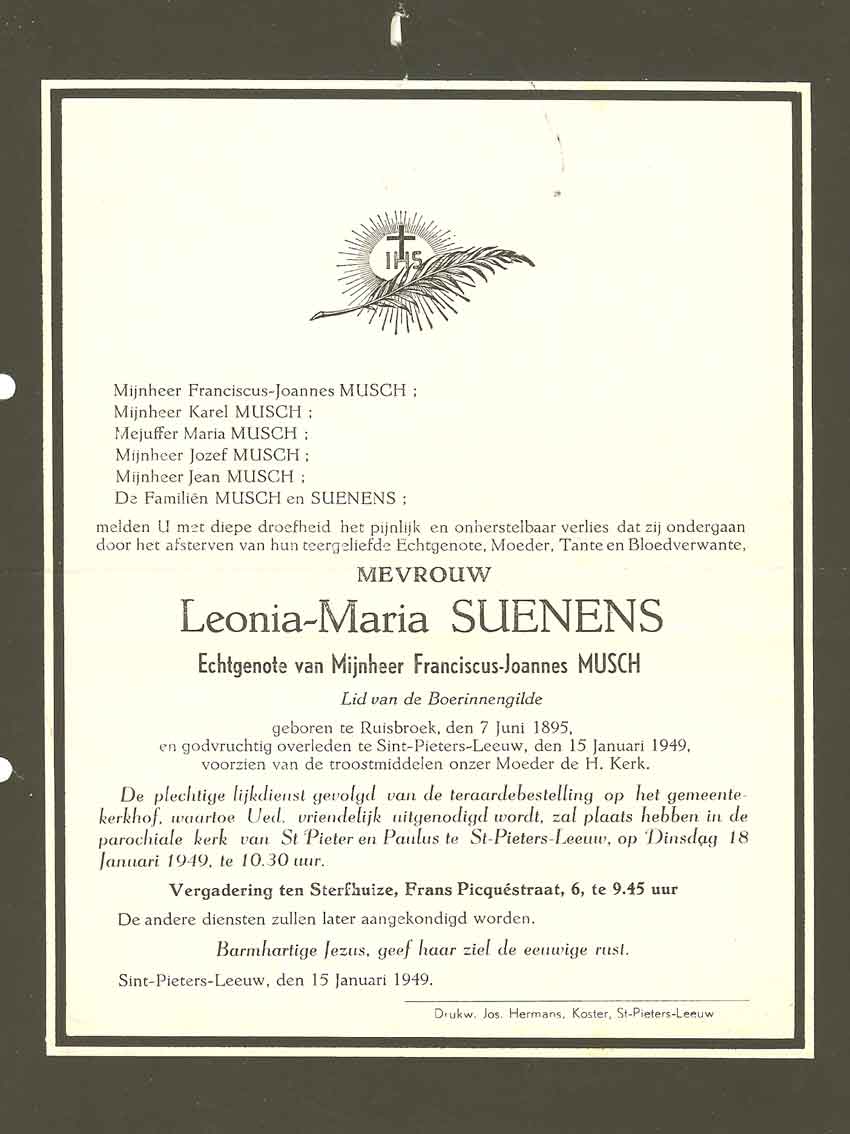 IHS
Mijnheer Franciscus-Joannes MUSCH ;
Mijnheer Karel MUSCH ;
Mejuffer Maria MUSCH ;
Mijnheer Jozef MUSCH ;
Mijnheer Jean MUSCH ;
De Familiën MUSCH en SUENENS ;
melden U met diepe droefheid het pijnlijk en onherstelbaar verlies dat zij ondergaan
door het afsterven van hun teergeliefde Echtgenote, Moeder, Tante en Bloedverwante,
MEVROUW
Leonia-Maria SUENENS
Echtgenote van Mijnheer Franciscus-Joannes MUSCH
Lid van de Boerinnengilde
geboren te Ruisbroek, den 7 Juni 1895,
en godvruchtig overleden te Sint-Pieters-Leeuw, den 15 Januari 1949,
voorzien van de troostmiddelen onzer Moeder de H. Kerk.
De plechtige lijkdienst gevolgd van de teraardebestelling op het gemeente-
kerkhof, waartoe Ued. vriendelijk uitgenodigd wordt, zal plaats hebben in de
parochiale kerk van St Pieter en Paulus te St-Pieters-Leeuw, op Dinsdag 18
Januari 1949, te 10.30 uur.
Vergadering ten Sterfhuize, Frans Picquéstraat, 6, te 9.45 uur
De andere diensten zullen later aangekondigd worden.
Barmhartige Jezus, geef haar ziel de eeuwige rust.
Sint-Pieters-Leeuw, den 15 Januari 1949.
Drukw. Jos. Hermans, Koster, St-Pieters-Leeuw